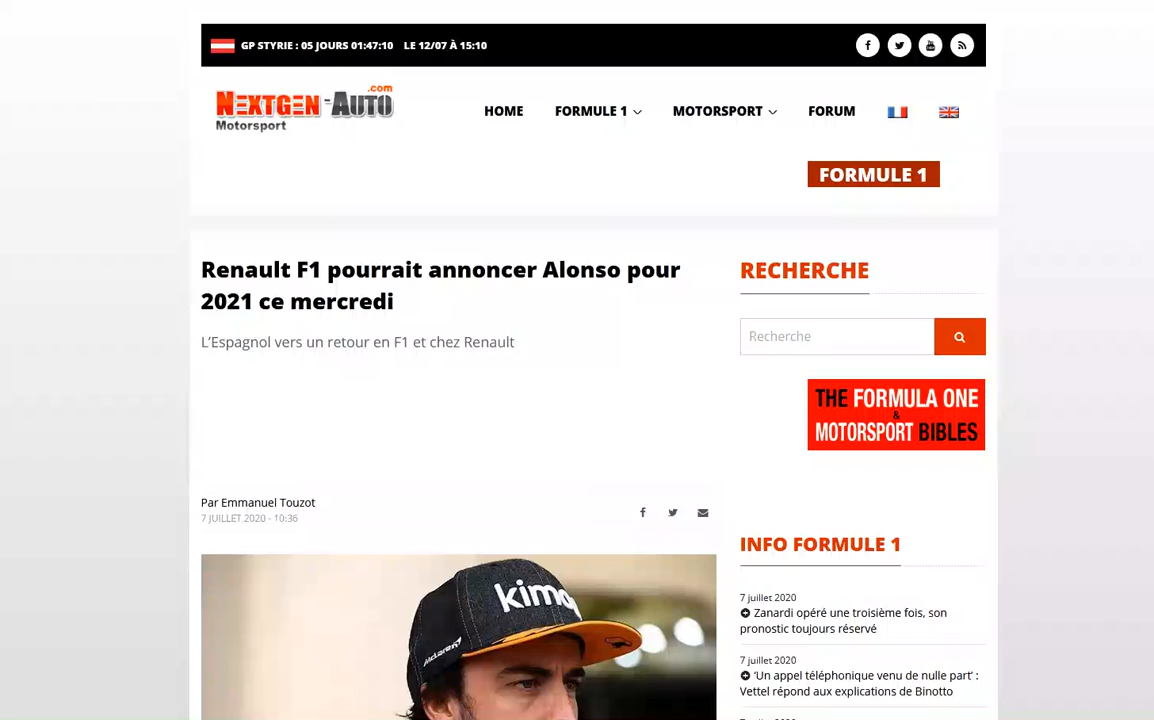 GP STYRIE : 05 JOURS 01:47:10 LE 12/07 À 15:10
NEXTGEN-AUTO
.com
Motorsport
HOME FORMULE 1 MOTORSPORT FORUM
FORMULE 1
Renault F1 pourrait annoncer Alonso pour
2021 ce mercredi
L'Espagnol vers un retour en F1 et chez Renault
Par Emmanuel Touzot
7 JUILLET 2020 - 10:36
kimo
McLaren
RECHERCHE
Recherche
THE FORMULA ONE
&
MOTORSPORT BIBLES
INFO FORMULE 1
7 juillet 2020
Zanardi opéré une troisième fois, son
pronostic toujours réservé
7 juillet 2020
'Un appel téléphonique venu de nulle part' :
Vettel répond aux explications de Binotto